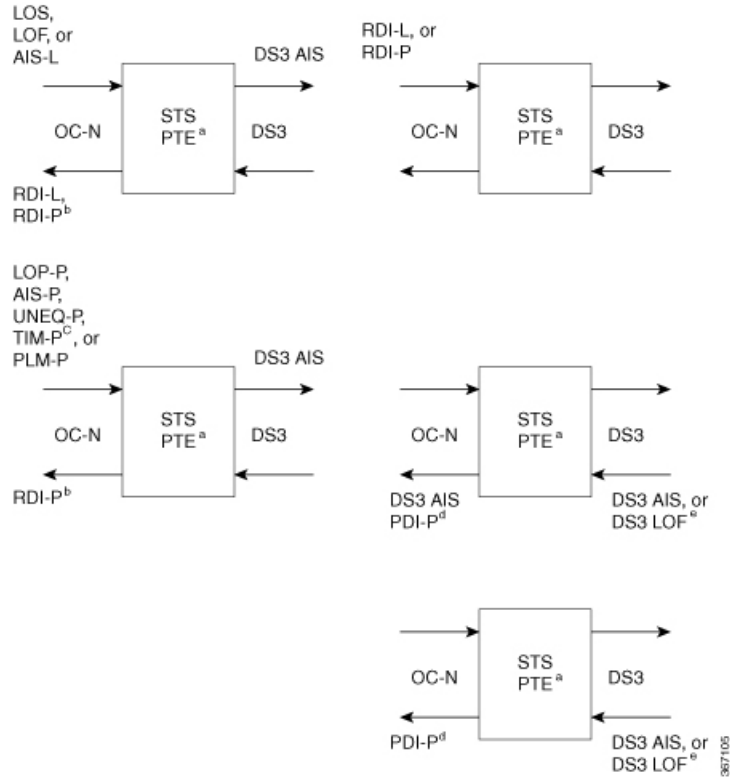 LOS,
LOF, or
AIS-L
DS3 AIS
OC-N
STS
PTE a
DS3
RDI-L,
RDI-P b
RDI-L, or
RDI-P
OC-N
STS
PTE a
DS3
LOP-P,
AIS-P,
UNEQ-P,
TIM-P C, or
PLM-P
DS3 AIS
OC-N
STS
PTE a
DS3
RDI-P b
OC-N
STS
PTE a
DS3
DS3 AIS
PDI-P d
DS3 AIS, or
DS3 LOF e
OC-N
STS
PTE a
DS3
PDI-P d
DS3 AIS, or
DS3 LOF e
367105